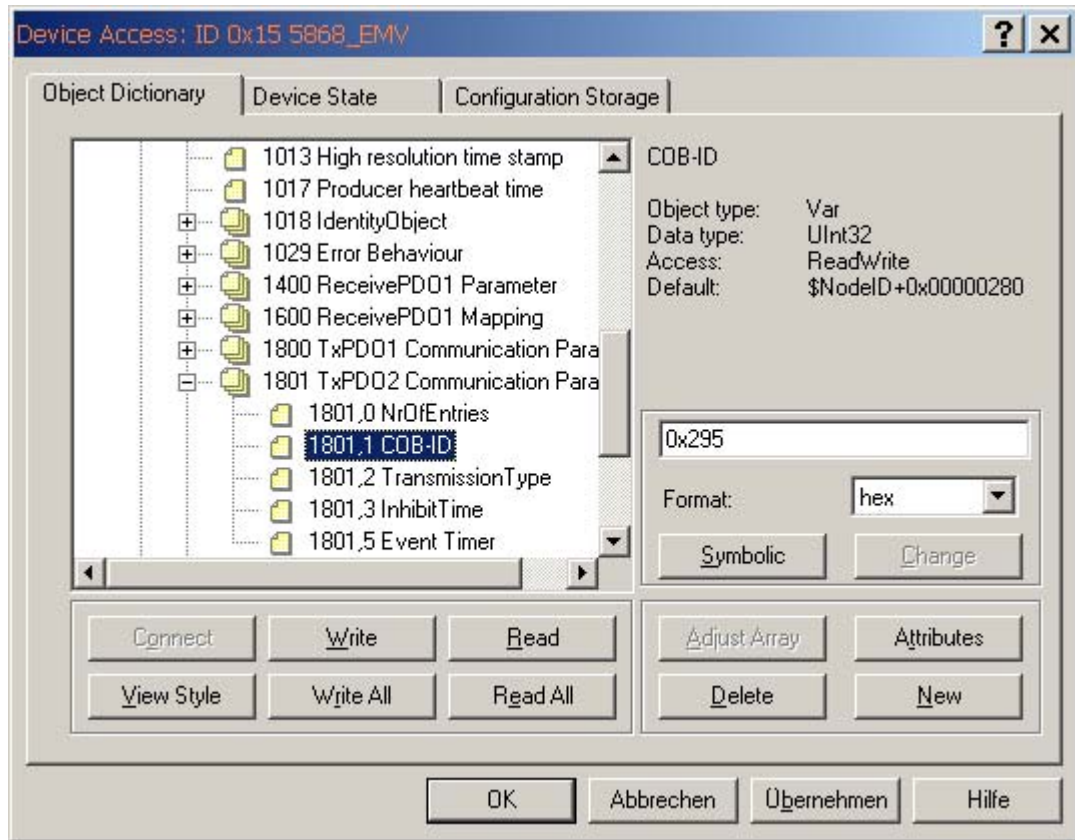 Device Access: ID 0x15 5868_EMV
Object Dictionary
Device State
Configuration Storage
1013 High resolution time stamp
1017 Producer heartbeat time
1018 IdentityObject
1029 Error Behaviour
1400 ReceivePDO1 Parameter
1600 ReceivePDO1 Mapping
1800 TxPDO1 Communication Para
1801 TxPDO2 Communication Para
1801,0 NrOfEntries
1801,1 COB-ID
1801,2 TransmissionType
1801,3 InhibitTime
1801,5 Event Timer
COB-ID
Object type: Var
Data type: UInt32
Access: ReadWrite
Default: $NodeID+0x00000280
0x295
Format: hex
Symbolic
Change
Connect
Write
Read
View Style
Write All
Read All
Adjust Array
Attributes
Delete
New
OK
Abbrechen
Übernehmen
Hilfe